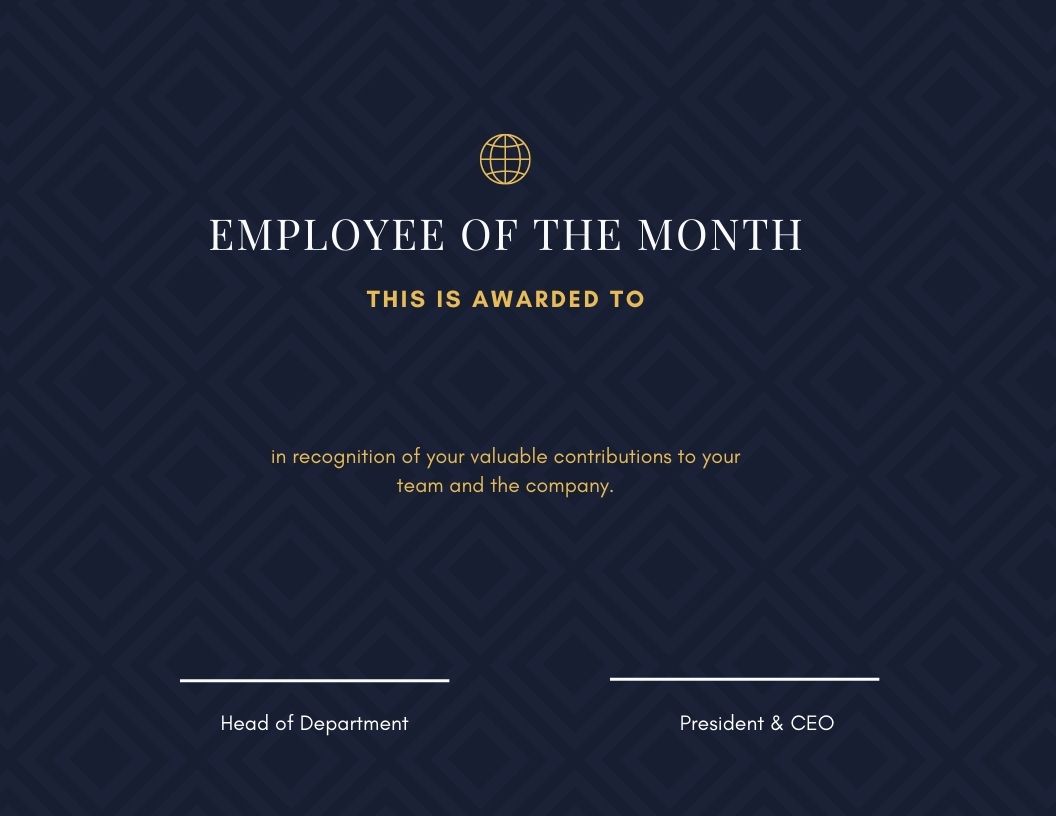 EMPLOYEE OF THE MONTH
THIS IS AWARDED TO
in recognition of your valuable contributions to your
team and the company.
Head of Department
President & CEO